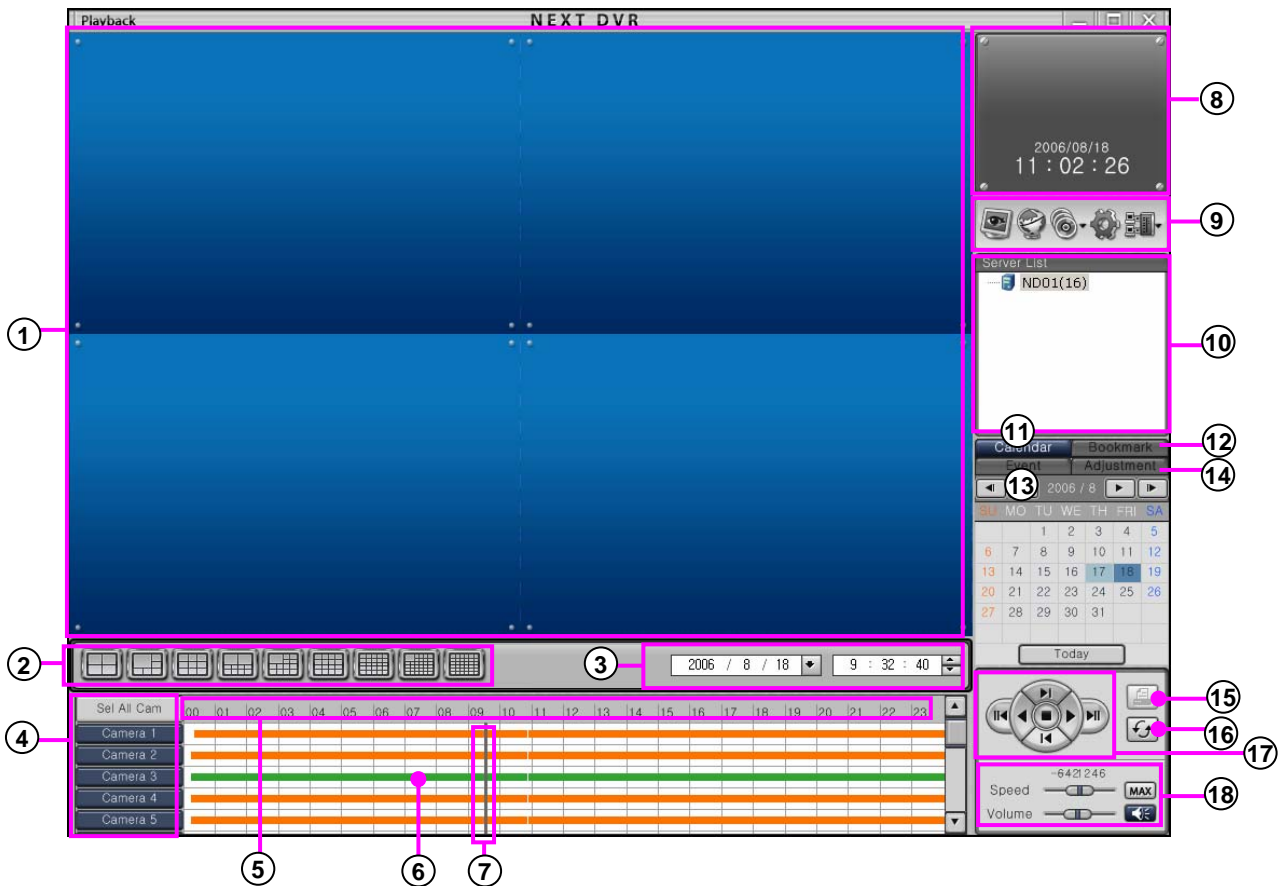 Playback
NEXT DVR
2006/08/18
11 : 02 : 26
8
9
Server List
ND01(16)
1
10
11
Calendar
Bookmark
12
Event
Adjustment
14
13
2006 / 8
SU MO TU WE TH FRI SA
1 2 3 4 5
6 7 8 9 10 11 12
13 14 15 16 17 18 19
20 21 22 23 24 25 26
27 28 29 30 31
Today
2
3
2006 / 8 / 18
9 : 32 : 40
4
Sel All Cam
00 01 02 03 04 05 06 07 08 09 10 11 12 13 14 15 16 17 18 19 20 21 22 23
Camera 1
Camera 2
Camera 3
Camera 4
Camera 5
15
16
17
-6421246
Speed
MAX
Volume
18
5
6
7